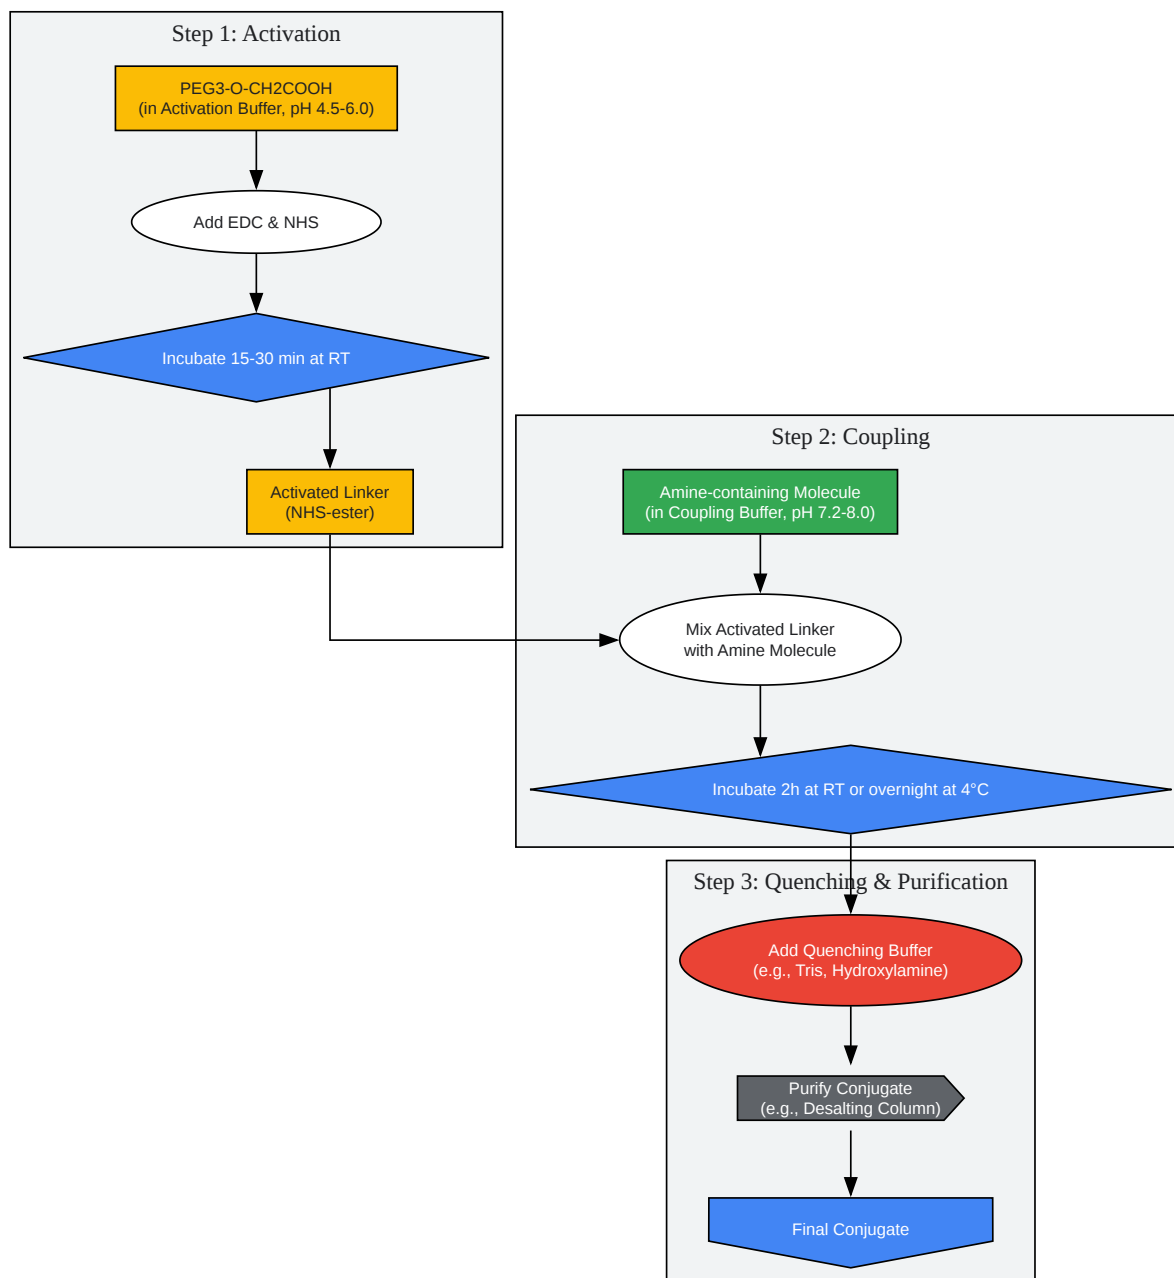 Step 1: Activation
PEG3-O-CH2COOH
(in Activation Buffer, pH 4.5-6.0)
Add EDC & NHS
Incubate 15-30 min at RT
Activated Linker
(NHS-ester)
Step 2: Coupling
Amine-containing Molecule
(in Coupling Buffer, pH 7.2-8.0)
Mix Activated Linker
with Amine Molecule
Incubate 2h at RT or overnight at 4°C
Step 3: Quenching & Purification
Add Quenching Buffer
(e.g., Tris, Hydroxylamine)
Purify Conjugate
(e.g., Desalting Column)
Final Conjugate